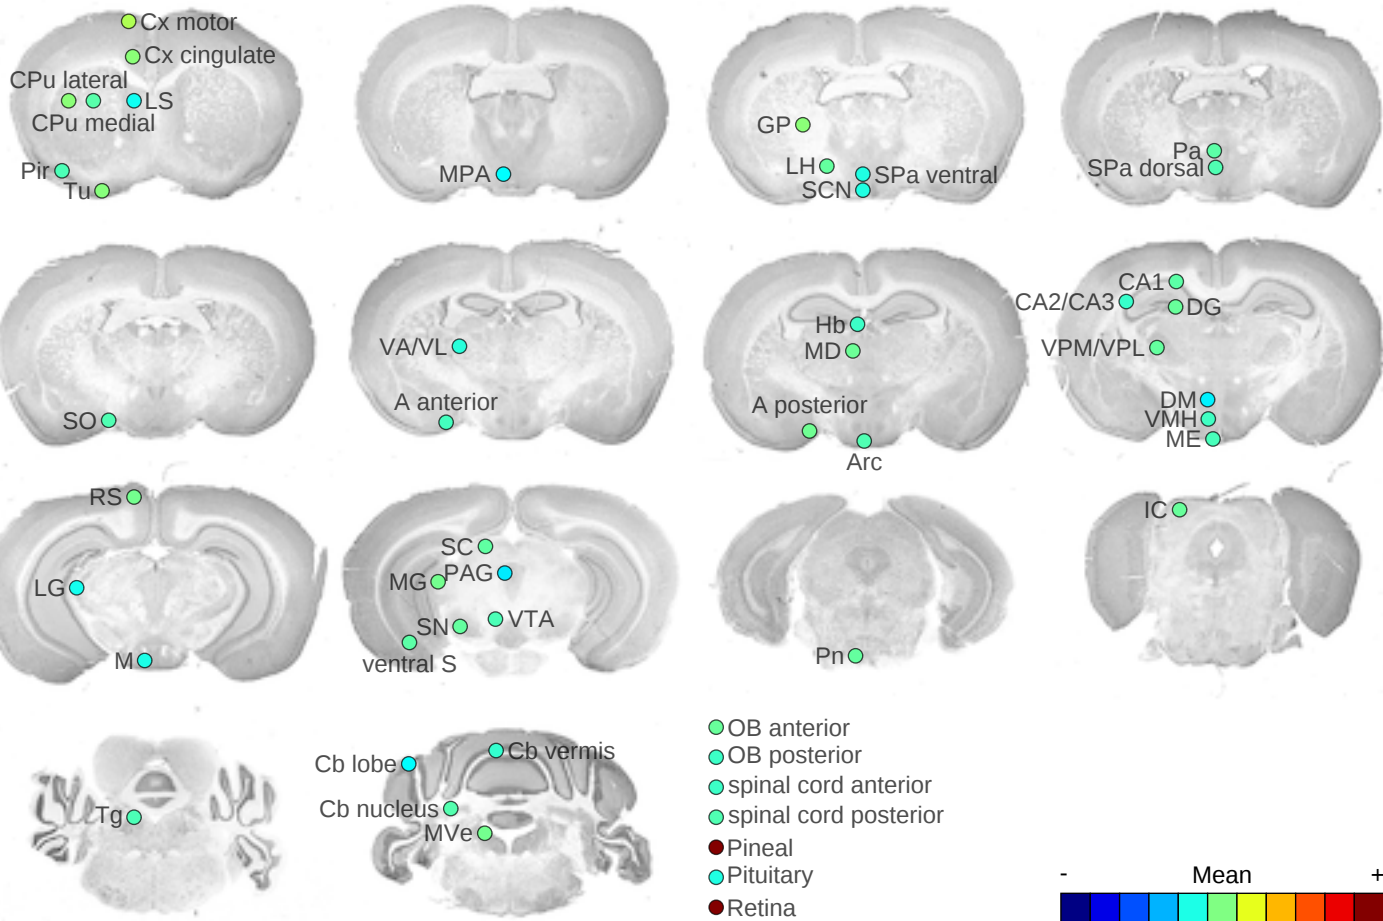 Cx motor
Cx cingulate
CPu lateral
LS
CPu medial
Pir
Tu
MPA
GP
LH
SPa ventral
SCN
Pa
SPa dorsal
SO
VA/VL
A anterior
Hb
MD
A posterior
Arc
CA1
CA2/CA3
DG
VPM/VPL
DM
VMH
ME
RS
LG
M
SC
MG
PAG
SN
VTA
ventral S
Pn
IC
Tg
Cb lobe
Cb vermis
Cb nucleus
MVe
OB anterior
OB posterior
spinal cord anterior
spinal cord posterior
Pineal
Pituitary
Retina
- Mean +